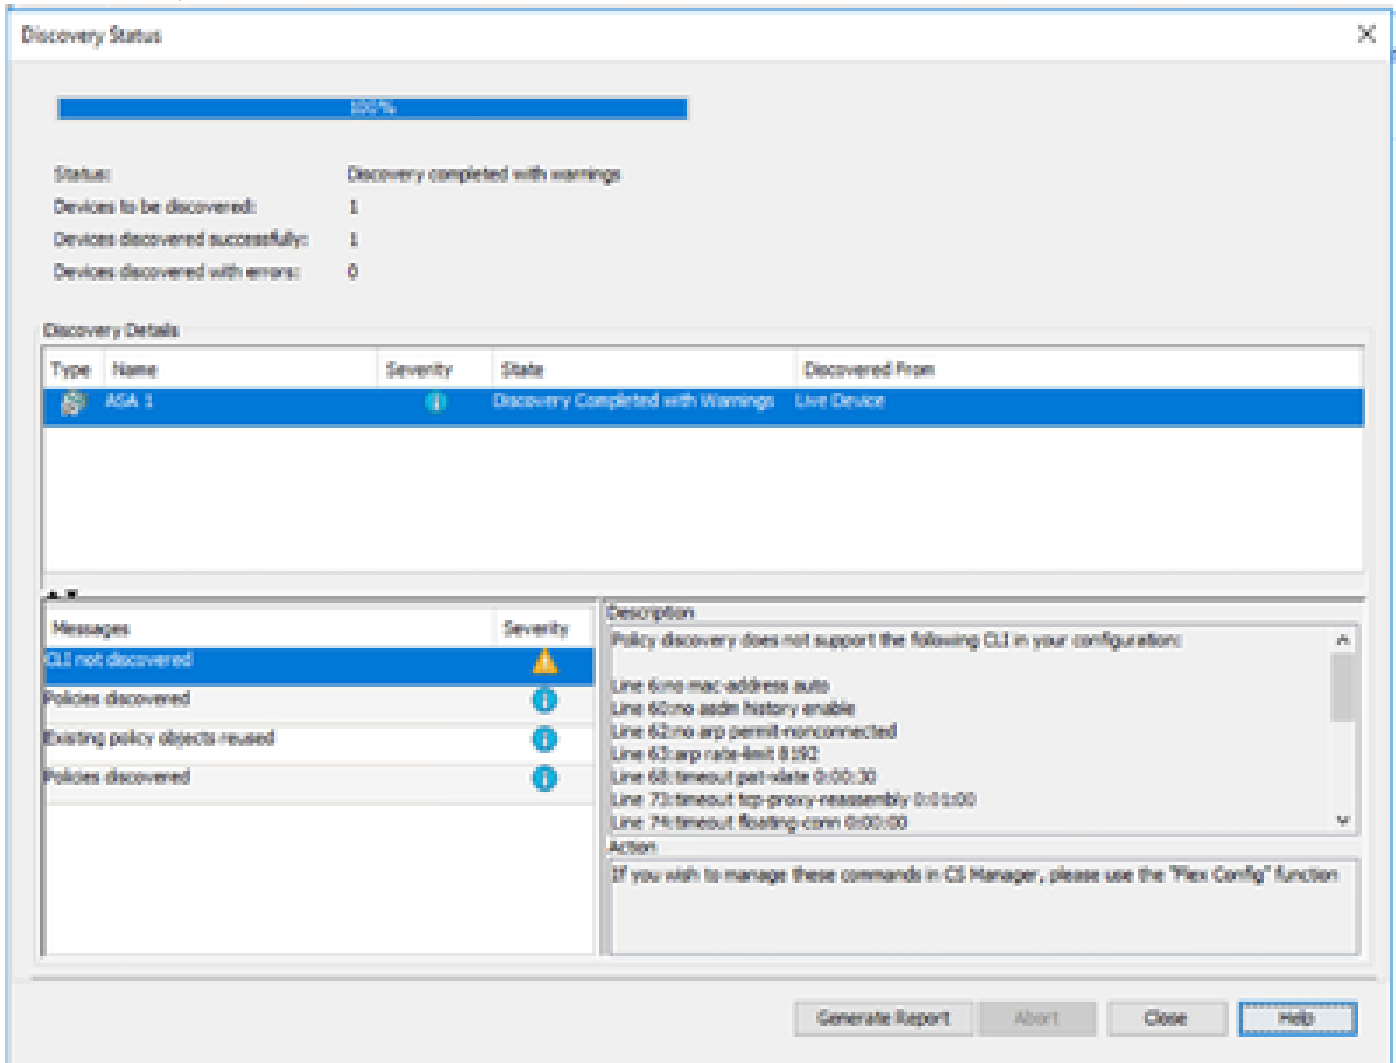 Discovery Status
100%
Status: Discovery completed with warnings
Devices to be discovered: 1
Devices discovered successfully: 1
Devices discovered with errors: 0
Discovery Details
Type Name Severity State Discovered From
ASA 1 Discovery Completed with Warnings Live Device
Messages Severity
CLI not discovered
Policies discovered
Existing policy objects reused
Policies discovered
Description
Policy discovery does not support the following CLI in your configuration:
Line 6:no mac-address auto
Line 60:no asdm history enable
Line 62:no arp permit-nonconnected
Line 63:arp rate-limit 8192
Line 68:timeout pat-xlate 0:00:30
Line 73:timeout tcp-proxy-reassembly 0:01:00
Line 74:timeout floating-conn 0:00:00
Action
If you wish to manage these commands in CS Manager, please use the "Flex Config" function
Generate Report Abort Close Help